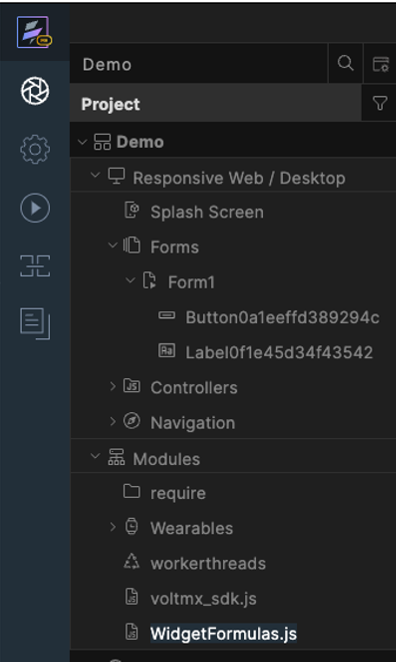 Demo
Project
Demo
Responsive Web / Desktop
Splash Screen
Forms
Form1
Button0a1eeffd389294c
Label0f1e45d34f43542
Controllers
Navigation
Modules
require
Wearables
workerthreads
voltmx_sdk.js
WidgetFormulas.js